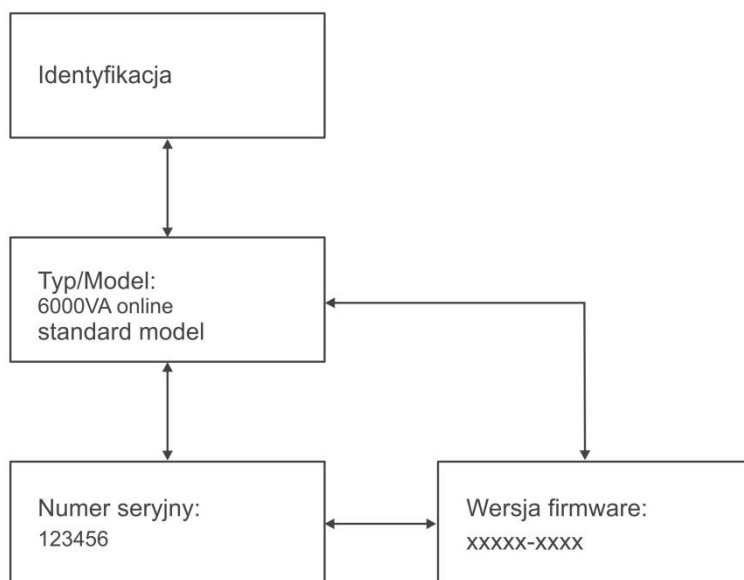 Identyfikacja
Typ/Model:
6000VA online
standard model
Numer seryjny:
123456
Wersja firmware:
xxxxx-xxxx